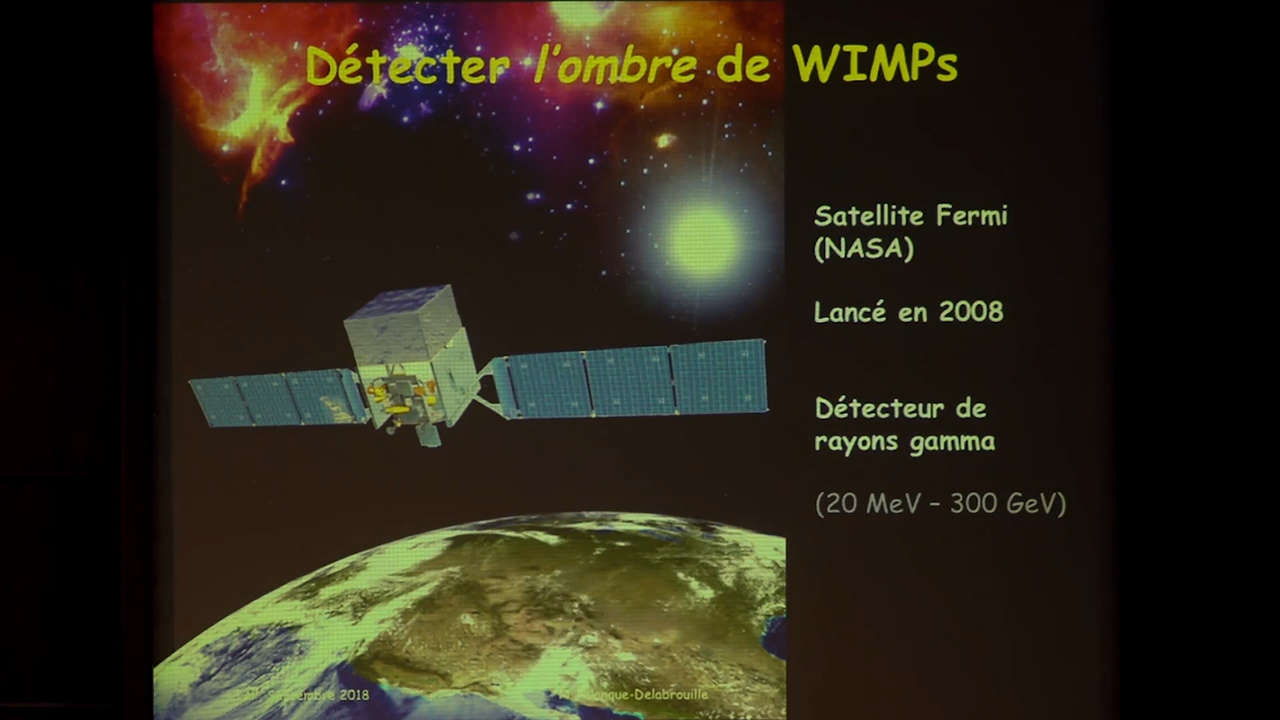 Détecter l'ombre de WIMPs
Satellite Fermi
(NASA)
Lancé en 2008
Détecteur de
rayons gamma
(20 MeV – 300 GeV)
2018